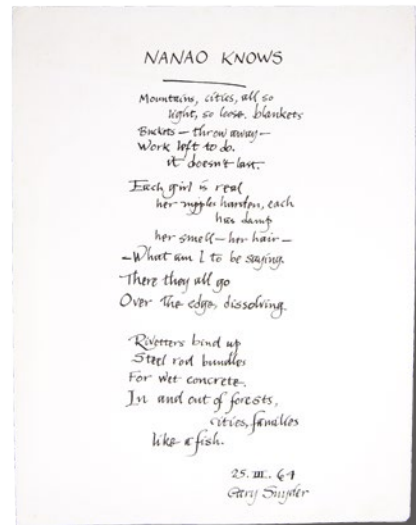 NANAO KNOWS
Mountains, cities, all so
light, so loose. blankets
Buckets — throw away —
Work left to do.
it doesn't last.
Each girl is real
her nipples harden, each
has damp
her smell — her hair —
—What am I to be saying.
There they all go
Over the edge, dissolving.
Rivetters bind up
Steel rod bundles
For wet concrete.
In and out of forests,
cities, families
like a fish.
25. III. 64
Gary Snyder